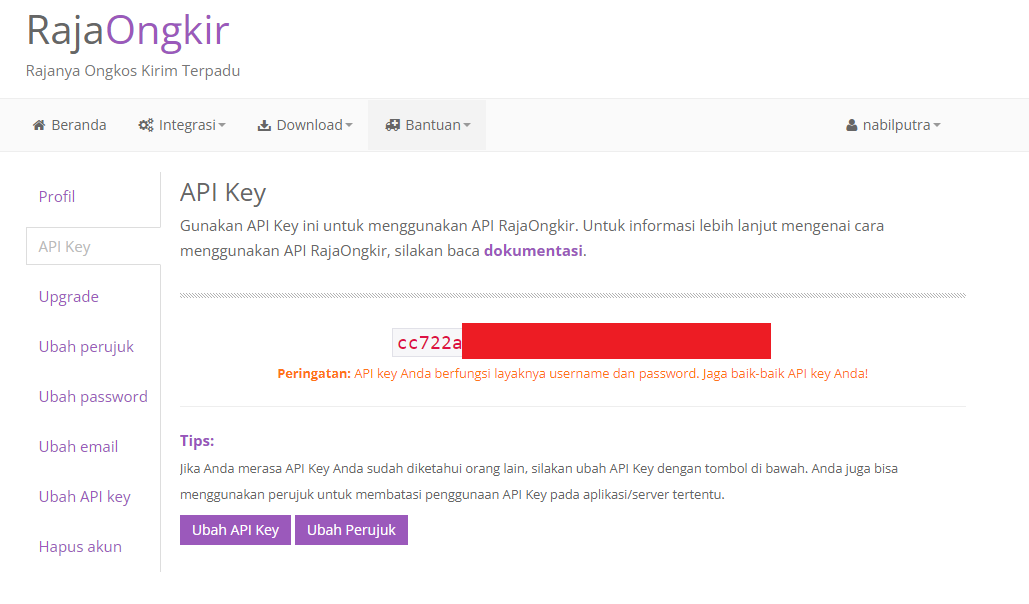 RajaOngkir
Rajanya Ongkos Kirim Terpadu
Beranda
Integrasi
Download
Bantuan
nabilputra
Profil
API Key
Upgrade
Ubah perujuk
Ubah password
Ubah email
Ubah API key
Hapus akun
API Key
Gunakan API Key ini untuk menggunakan API RajaOngkir. Untuk informasi lebih lanjut mengenai cara
menggunakan API RajaOngkir, silakan baca dokumentasi.
cc722a
Peringatan: API key Anda berfungsi layaknya username dan password. Jaga baik-baik API key Anda!
Tips:
Jika Anda merasa API Key Anda sudah diketahui orang lain, silakan ubah API Key dengan tombol di bawah. Anda juga bisa
menggunakan perujuk untuk membatasi penggunaan API Key pada aplikasi/server tertentu.
Ubah API Key
Ubah Perujuk